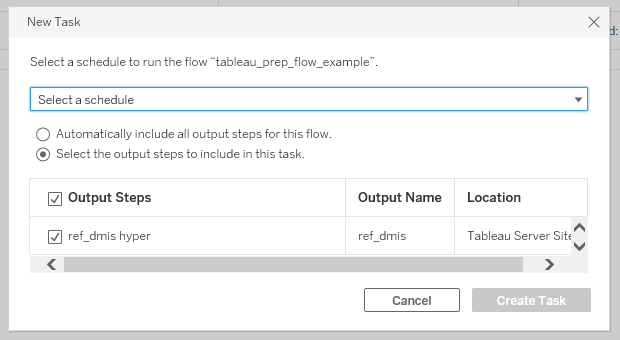 New Task
d:
Select a schedule to run the flow “tableau_prep_flow_example”.
Select a schedule
Automatically include all output steps for this flow.
Select the output steps to include in this task.
Output Steps Output Name Location
ref_dmis hyper ref_dmis Tableau Server Site
Cancel Create Task